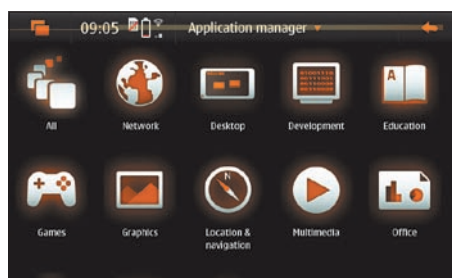 09:05 Application manager
All Network Desktop Development Education
A
N
Games Graphics Location & navigation Multimedia Office